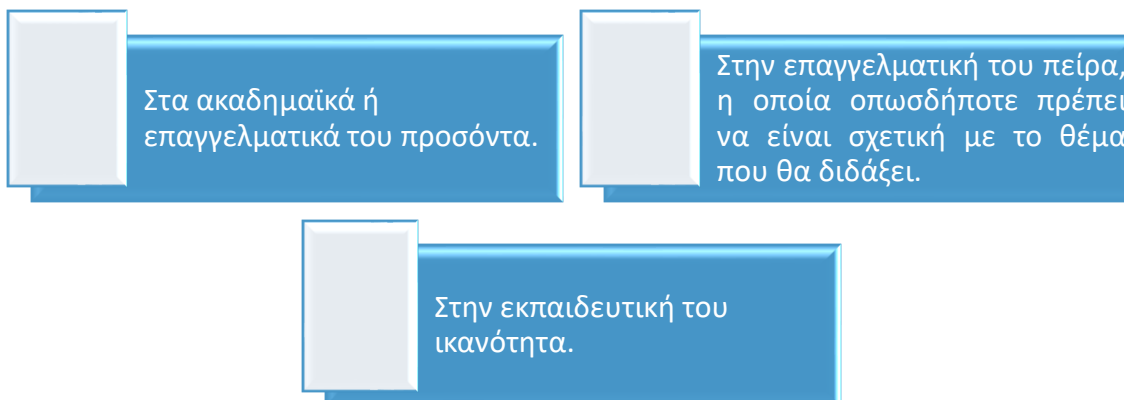 Στα ακαδημαϊκά ή
επαγγελματικά του προσόντα.
Στην επαγγελματική του πείρα,
η οποία οπωσδήποτε πρέπει
να είναι σχετική με το θέμα
που θα διδάξει.
Στην εκπαιδευτική του
ικανότητα.